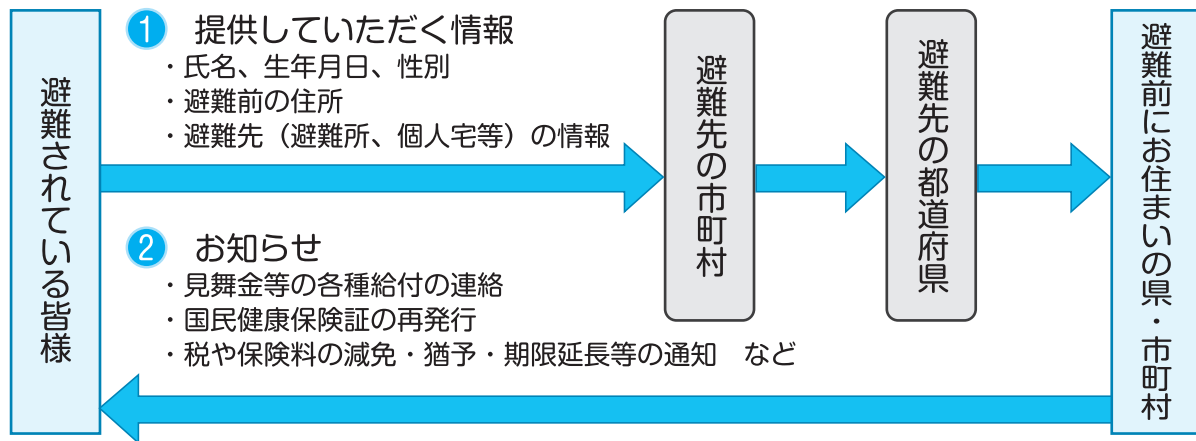 避難されている皆様
1 提供していただく情報
・氏名、生年月日、性別
・避難前の住所
・避難先（避難所、個人宅等）の情報
避難先の市町村
避難先の都道府県
避難前にお住まいの県・市町村
2 お知らせ
・見舞金等の各種給付の連絡
・国民健康保険証の再発行
・税や保険料の減免・猶予・期限延長等の通知　など